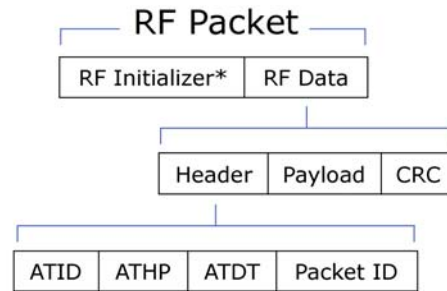 RF Packet
RF Initializer* RF Data
Header Payload CRC
ATID ATHP ATDT Packet ID